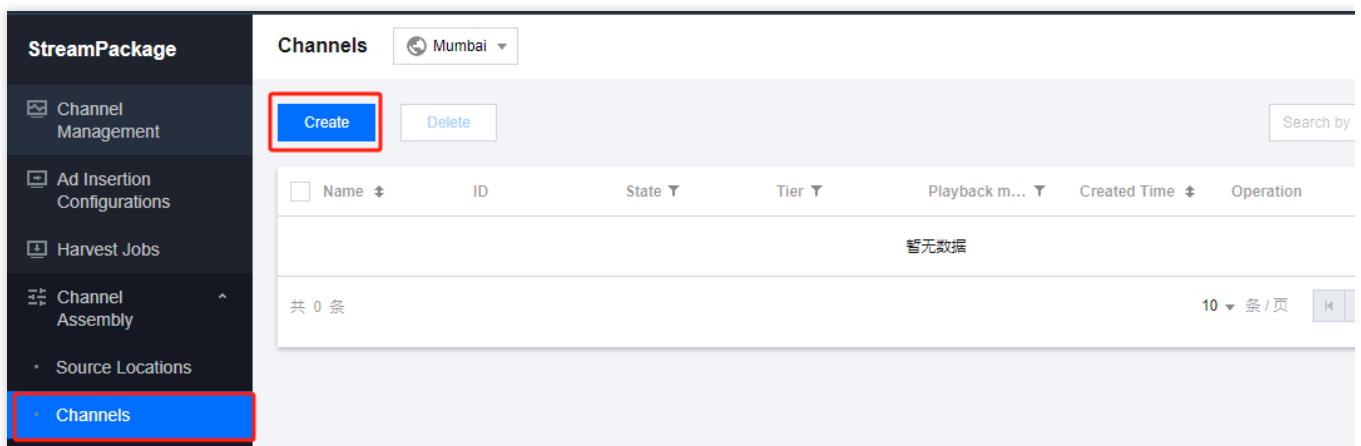 StreamPackage
Channels
Mumbai
Channel
Management
Create
Delete
Search by
Ad Insertion
Configurations
Name
ID
State
Tier
Playback m...
Created Time
Operation
Harvest Jobs
暂无数据
Channel
Assembly
共 0 条
10
条 / 页
Source Locations
Channels